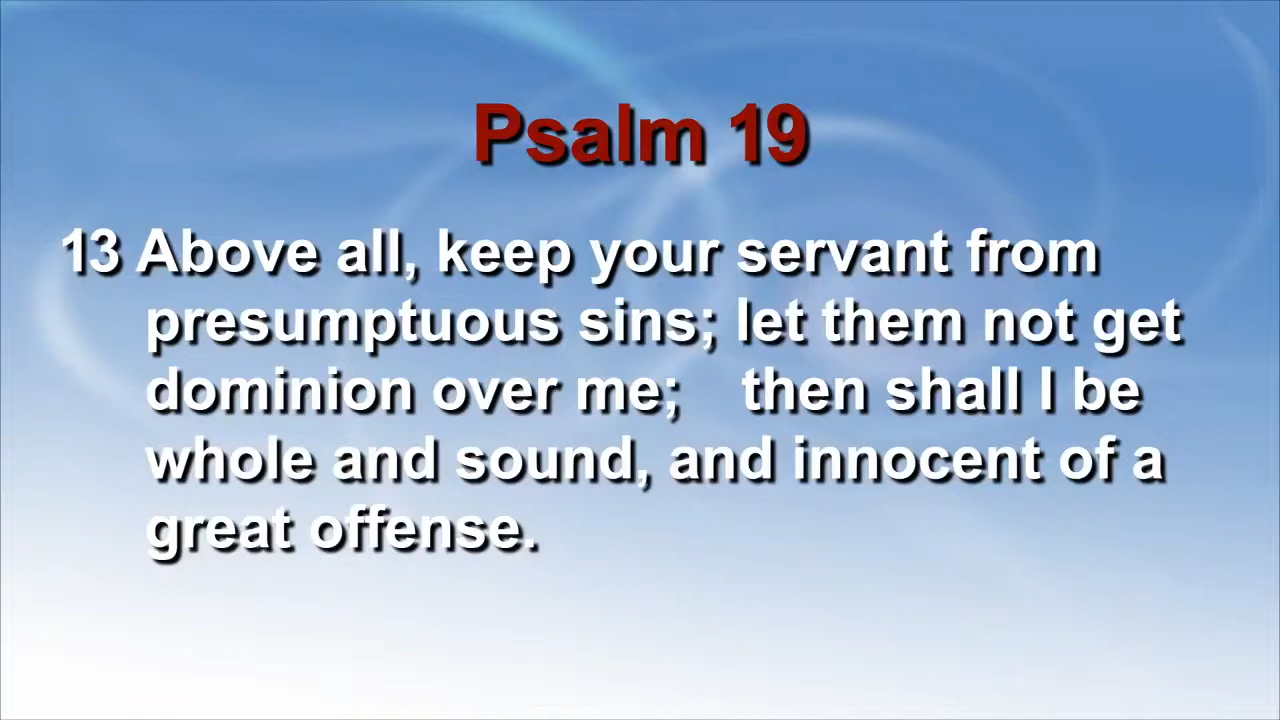 Psalm 19
13 Above all, keep your servant from
presumptuous sins; let them not get
dominion over me; then shall I be
whole and sound, and innocent of a
great offense.